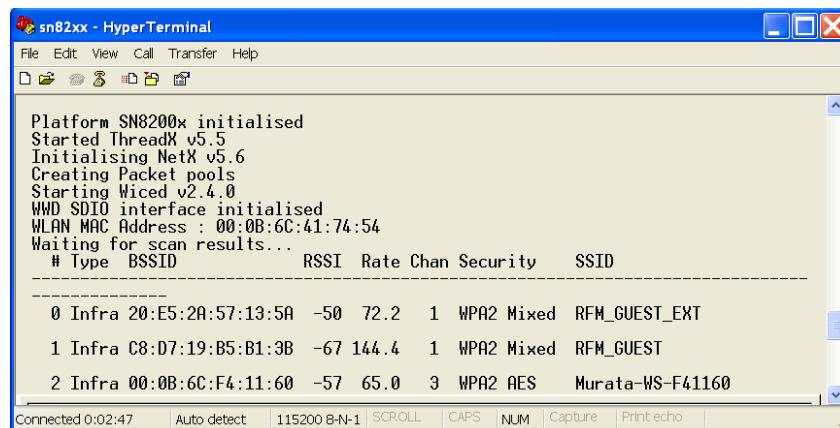 sn82xx - HyperTerminal
File Edit View Call Transfer Help
Platform SN8200x initialised
Started ThreadX v5.5
Initialising NetX v5.6
Creating Packet pools
Starting Wiced v2.4.0
WWD SDIO interface initialised
WLAN MAC Address : 00:0B:6C:41:74:54
Waiting for scan results...
# Type BSSID RSSI Rate Chan Security SSID
--------------------------------------------------------------------------------
--------------
0 Infra 20:E5:2A:57:13:5A -50 72.2 1 WPA2 Mixed RFM_GUEST_EXT
1 Infra C8:D7:19:B5:B1:3B -67 144.4 1 WPA2 Mixed RFM_GUEST
2 Infra 00:0B:6C:F4:11:60 -57 65.0 3 WPA2 AES Murata-WS-F41160
Connected 0:02:47 Auto detect 115200 8-N-1 SCROLL CAPS NUM Capture Print echo